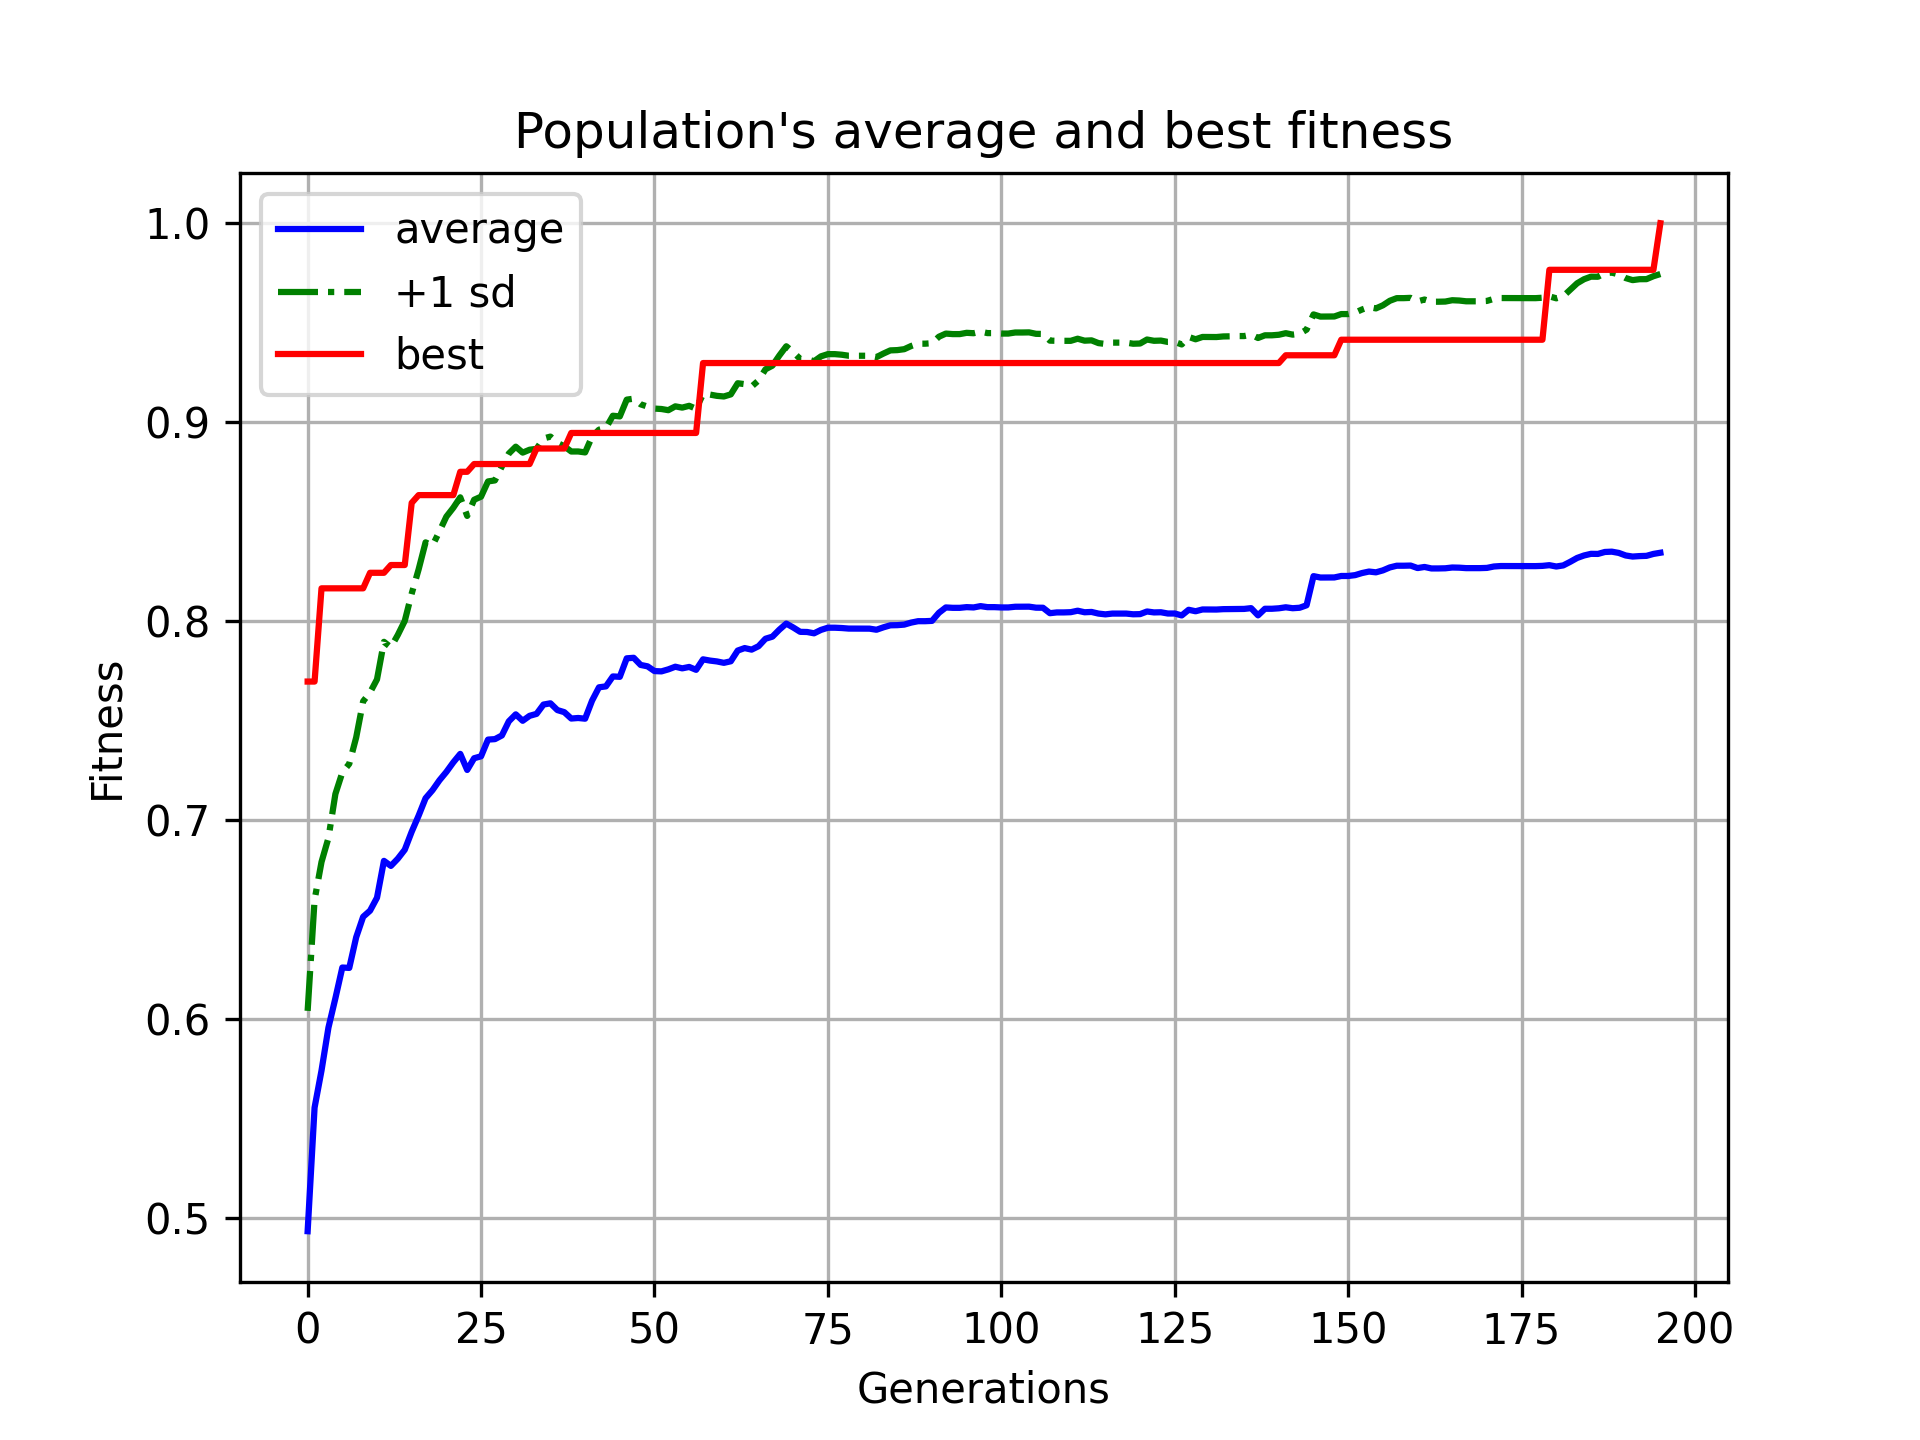 Population's average and best fitness
average
+1 sd
best
1.0
0.9
0.8
0.7
0.6
0.5
Fitness
0 25 50 75 100 125 150 175 200
Generations